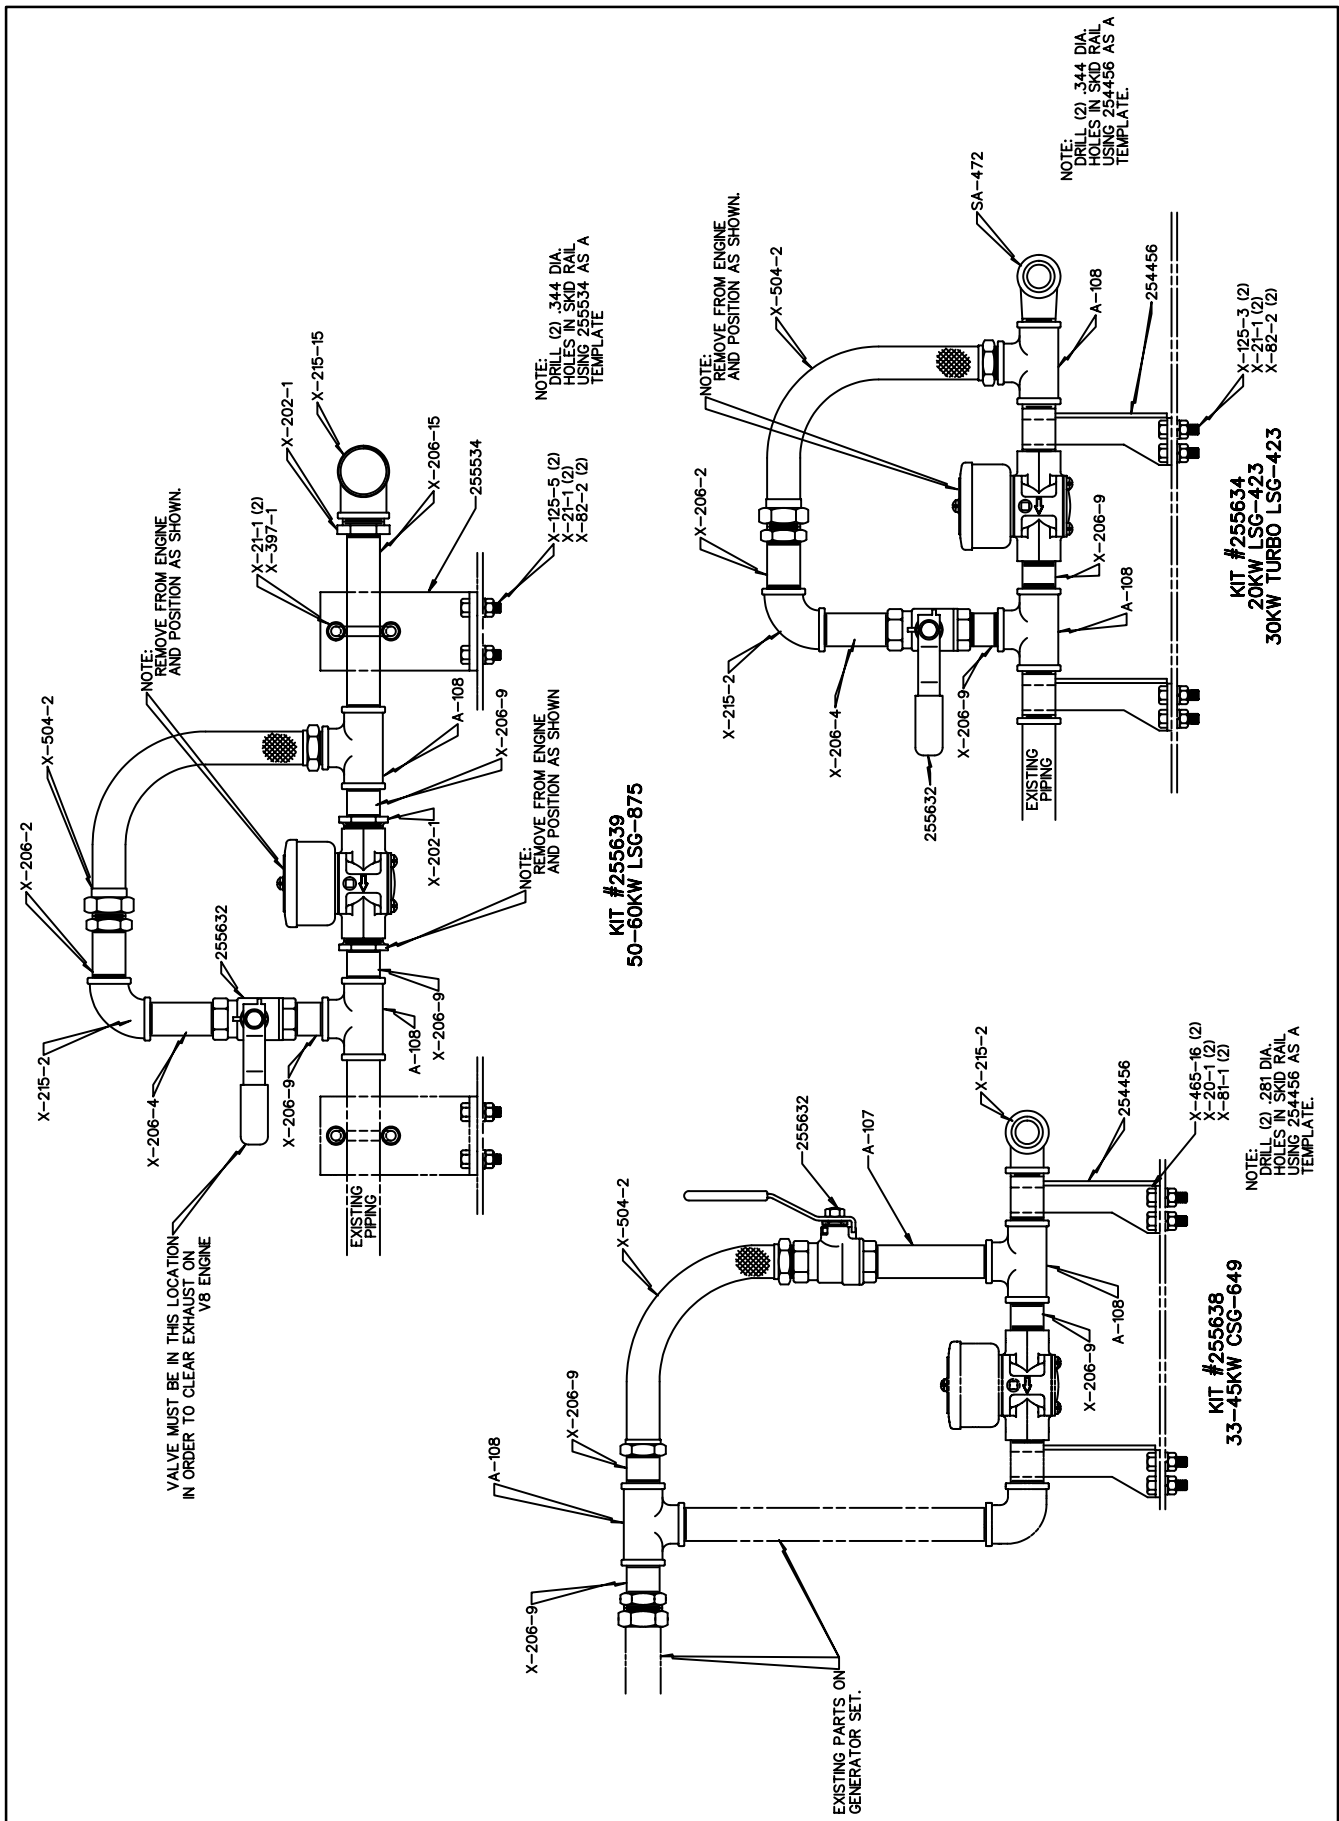 VALVE MUST BE IN THIS LOCATION
IN ORDER TO CLEAR EXHAUST ON
V8 ENGINE
X-215-2
X-206-2
X-504-2
X-206-4
255632
X-206-9
A-108
X-206-9
EXISTING
PIPING
NOTE:
REMOVE FROM ENGINE
AND POSITION AS SHOWN.
X-21-1 (2)
X-397-1
X-202-1
X-215-15
X-206-15
255534
A-108
X-206-9
X-202-1
NOTE:
REMOVE FROM ENGINE
AND POSITION AS SHOWN
X-125-5 (2)
X-21-1 (2)
X-82-2 (2)
NOTE:
DRILL (2) .344 DIA.
HOLES IN SKID RAIL
USING 255534 AS A
TEMPLATE
KIT #255639
50-60KW LSG-875
X-206-9
A-108
X-206-9
X-504-2
255632
A-107
X-215-2
254456
X-465-16 (2)
X-20-1 (2)
X-81-1 (2)
A-108
X-206-9
EXISTING PARTS ON
GENERATOR SET.
NOTE:
DRILL (2) .281 DIA.
HOLES IN SKID RAIL
USING 254456 AS A
TEMPLATE.
KIT #255638
33-45KW CSG-649
X-215-2
X-206-2
NOTE:
REMOVE FROM ENGINE
AND POSITION AS SHOWN.
X-504-2
SA-472
X-206-4
255632
X-206-9
EXISTING
PIPING
A-108
X-206-9
A-108
254456
X-125-3 (2)
X-21-1 (2)
X-82-2 (2)
NOTE:
DRILL (2) .344 DIA.
HOLES IN SKID RAIL
USING 254456 AS A
TEMPLATE.
KIT #255634
20KW LSG-423
30KW TURBO LSG-423